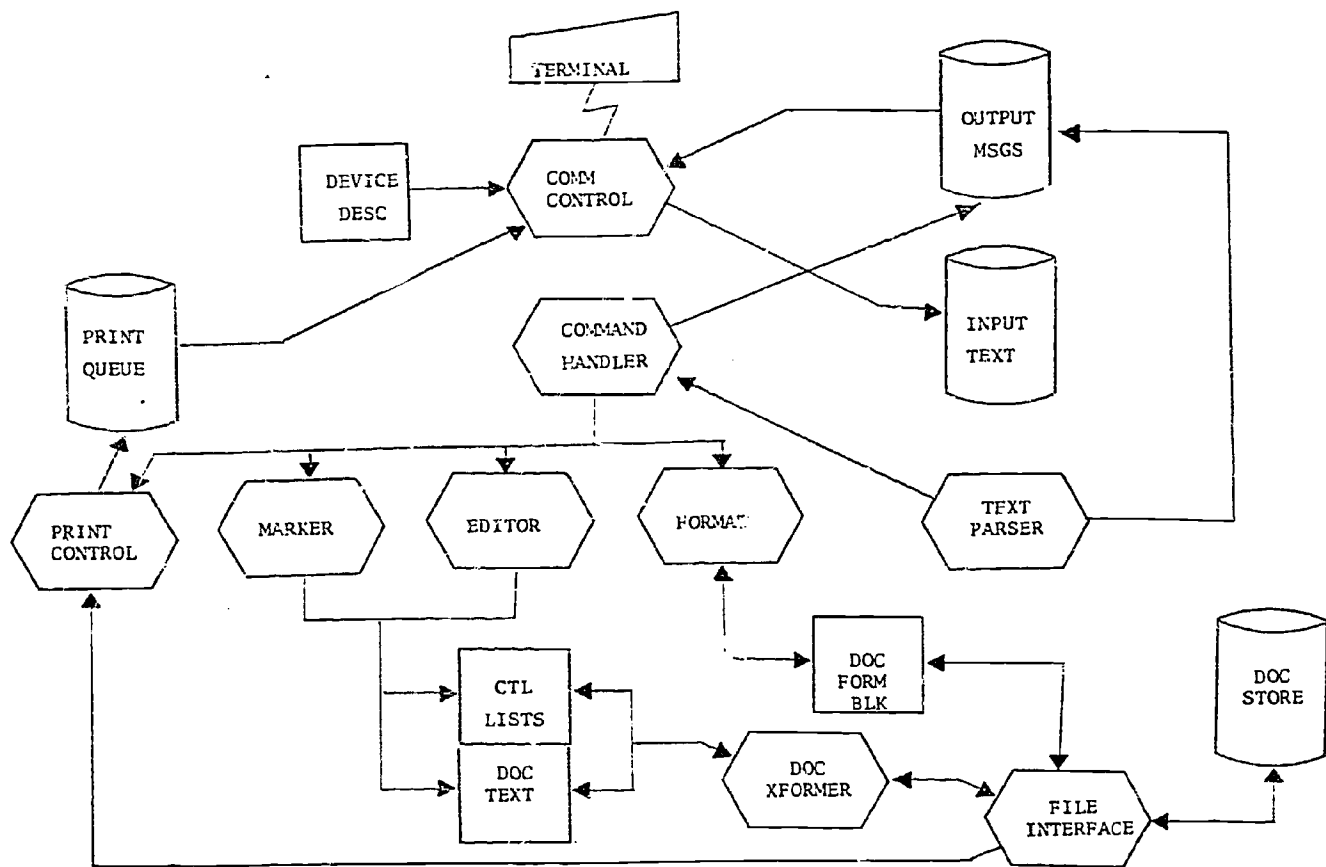 TERMINAL
OUTPUT
MSGS
DEVICE
DESC
COMM
CONTROL
PRINT
QUEUE
COMMAND
HANDLER
INPUT
TEXT
PRINT
CONTROL
MARKER
EDITOR
FORMAT
TEXT
PARSER
CTL
LISTS
DOC
TEXT
DOC
FORM
BLK
DOC
STORE
DOC
XFORMER
FILE
INTERFACE